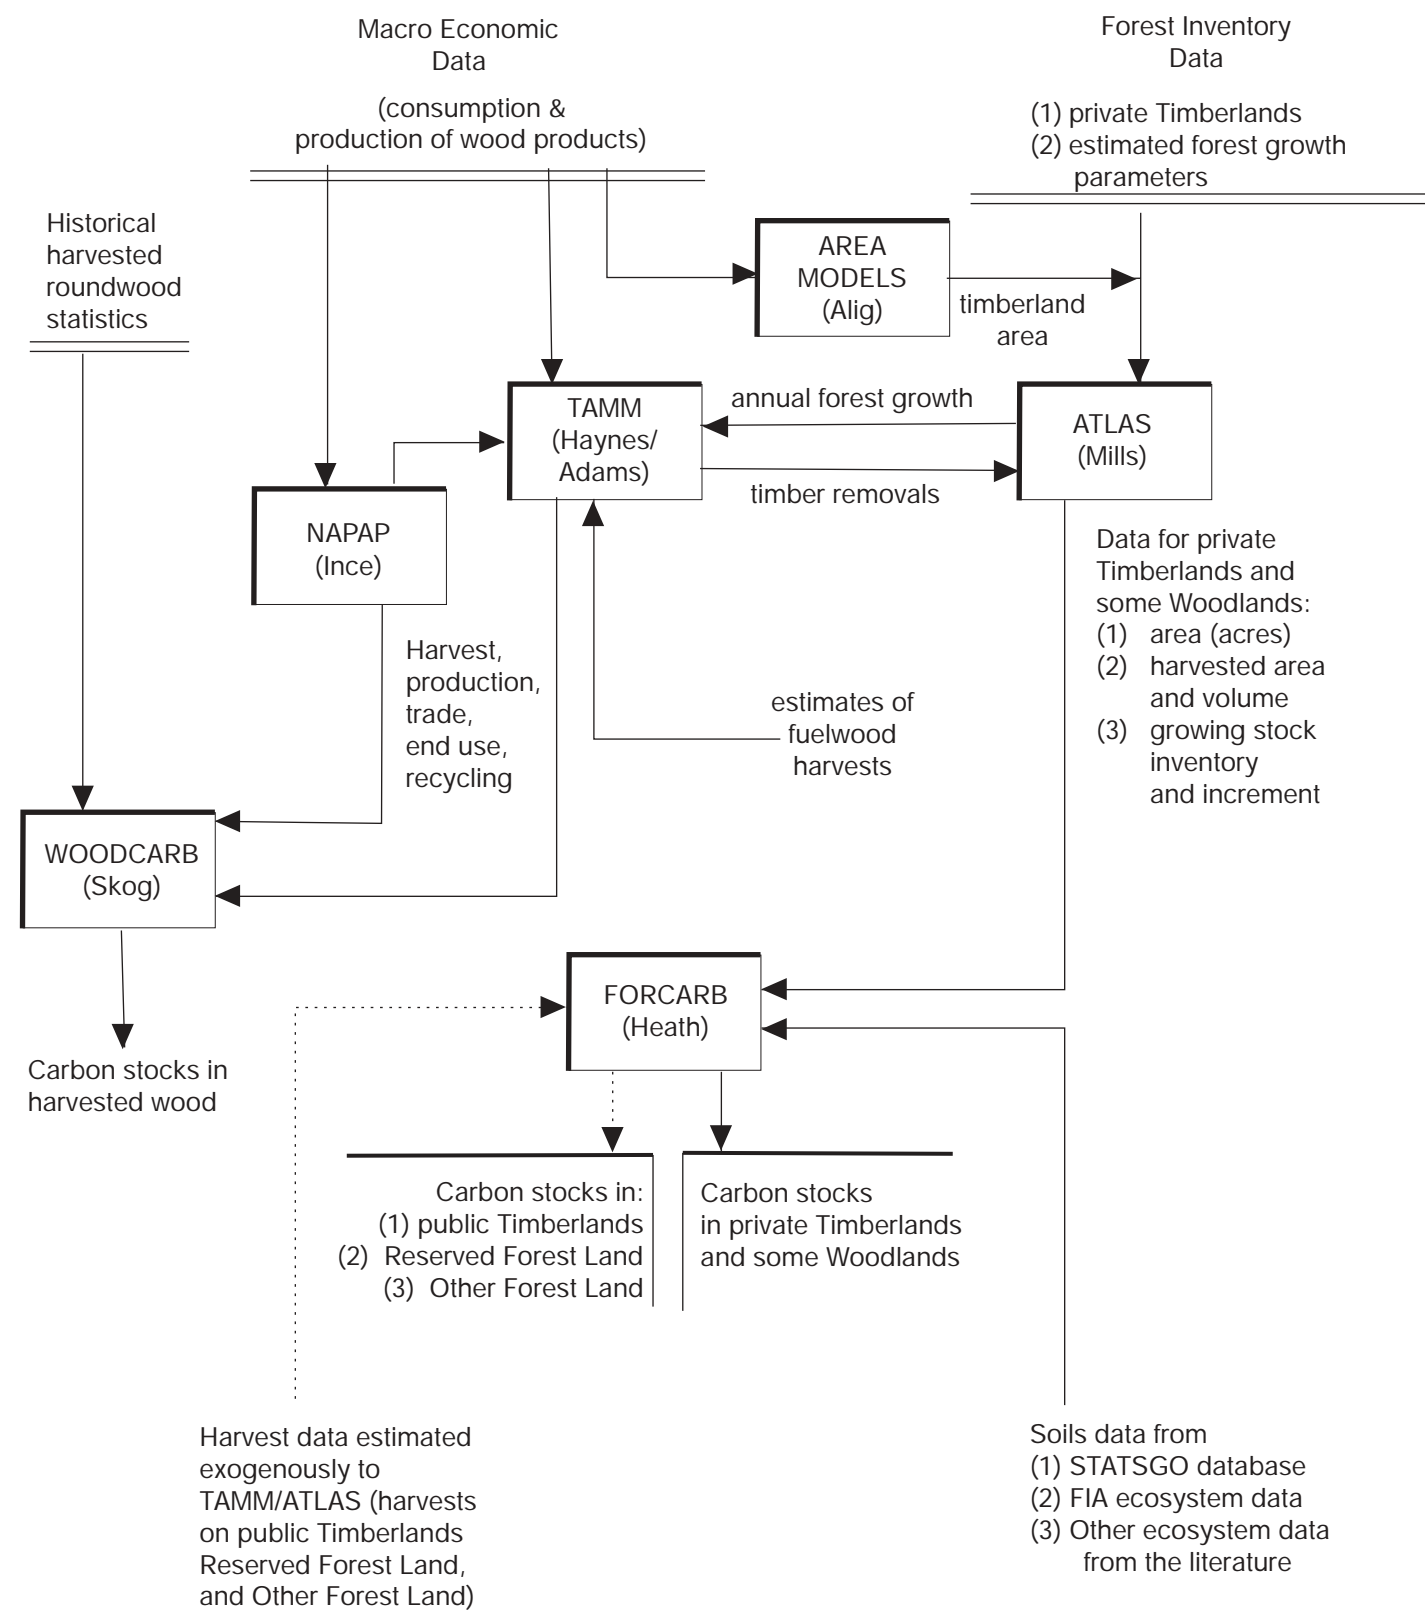 Macro Economic
Data
(consumption &
production of wood products)
Forest Inventory
Data
(1) private Timberlands
(2) estimated forest growth
parameters
Historical
harvested
roundwood
statistics
AREA
MODELS
(Alig)
timberland
area
TAMM
(Haynes/
Adams)
annual forest growth
timber removals
ATLAS
(Mills)
NAPAP
(Ince)
Harvest,
production,
trade,
end use,
recycling
estimates of
fuelwood
harvests
Data for private
Timberlands and
some Woodlands:
(1) area (acres)
(2) harvested area
and volume
(3) growing stock
inventory
and increment
WOODCARB
(Skog)
FORCARB
(Heath)
Carbon stocks in
harvested wood
Carbon stocks in:
(1) public Timberlands
(2) Reserved Forest Land
(3) Other Forest Land
Carbon stocks
in private Timberlands
and some Woodlands
Harvest data estimated
exogenously to
TAMM/ATLAS (harvests
on public Timberlands
Reserved Forest Land,
and Other Forest Land)
Soils data from
(1) STATSGO database
(2) FIA ecosystem data
(3) Other ecosystem data
from the literature